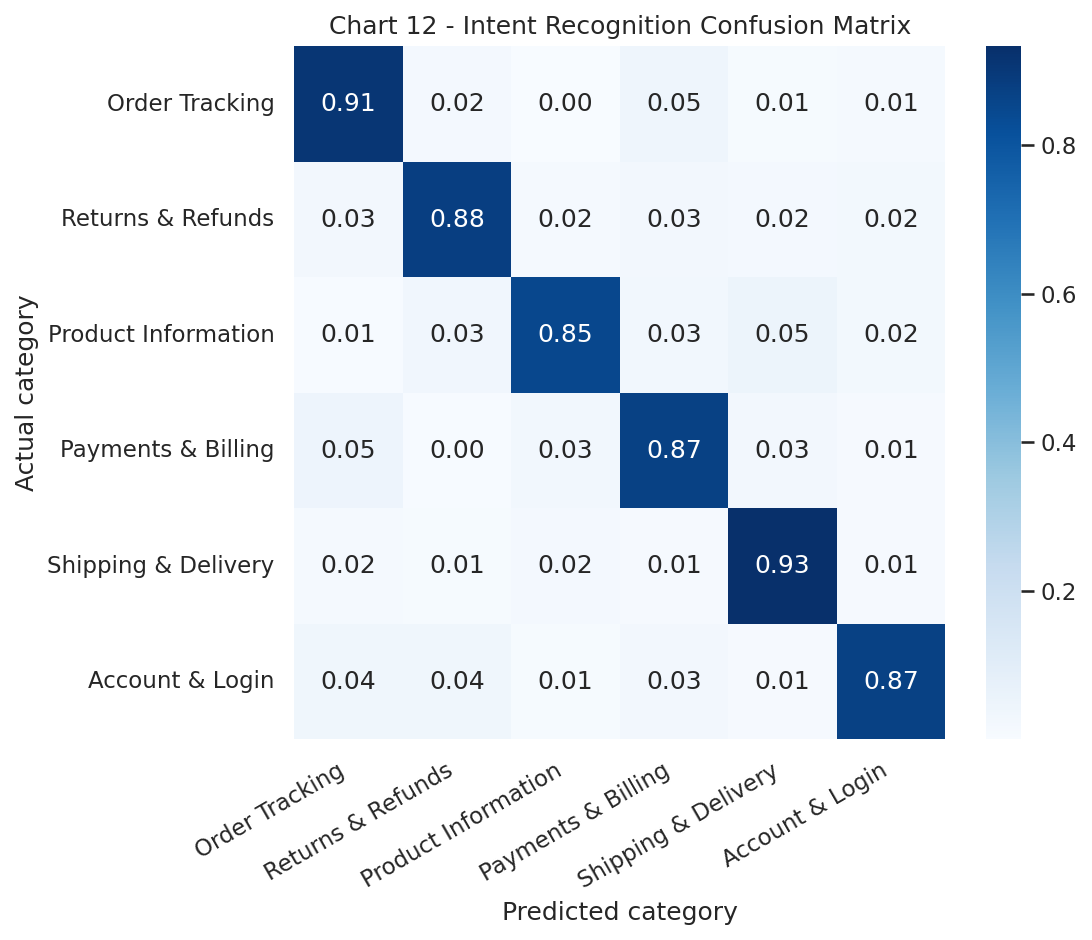 Chart 12 - Intent Recognition Confusion Matrix
Actual category
Order Tracking 0.91 0.02 0.00 0.05 0.01 0.01
Returns & Refunds 0.03 0.88 0.02 0.03 0.02 0.02
Product Information 0.01 0.03 0.85 0.03 0.05 0.02
Payments & Billing 0.05 0.00 0.03 0.87 0.03 0.01
Shipping & Delivery 0.02 0.01 0.02 0.01 0.93 0.01
Account & Login 0.04 0.04 0.01 0.03 0.01 0.87
Order Tracking
Returns & Refunds
Product Information
Payments & Billing
Shipping & Delivery
Account & Login
Predicted category
0.8
0.6
0.4
0.2